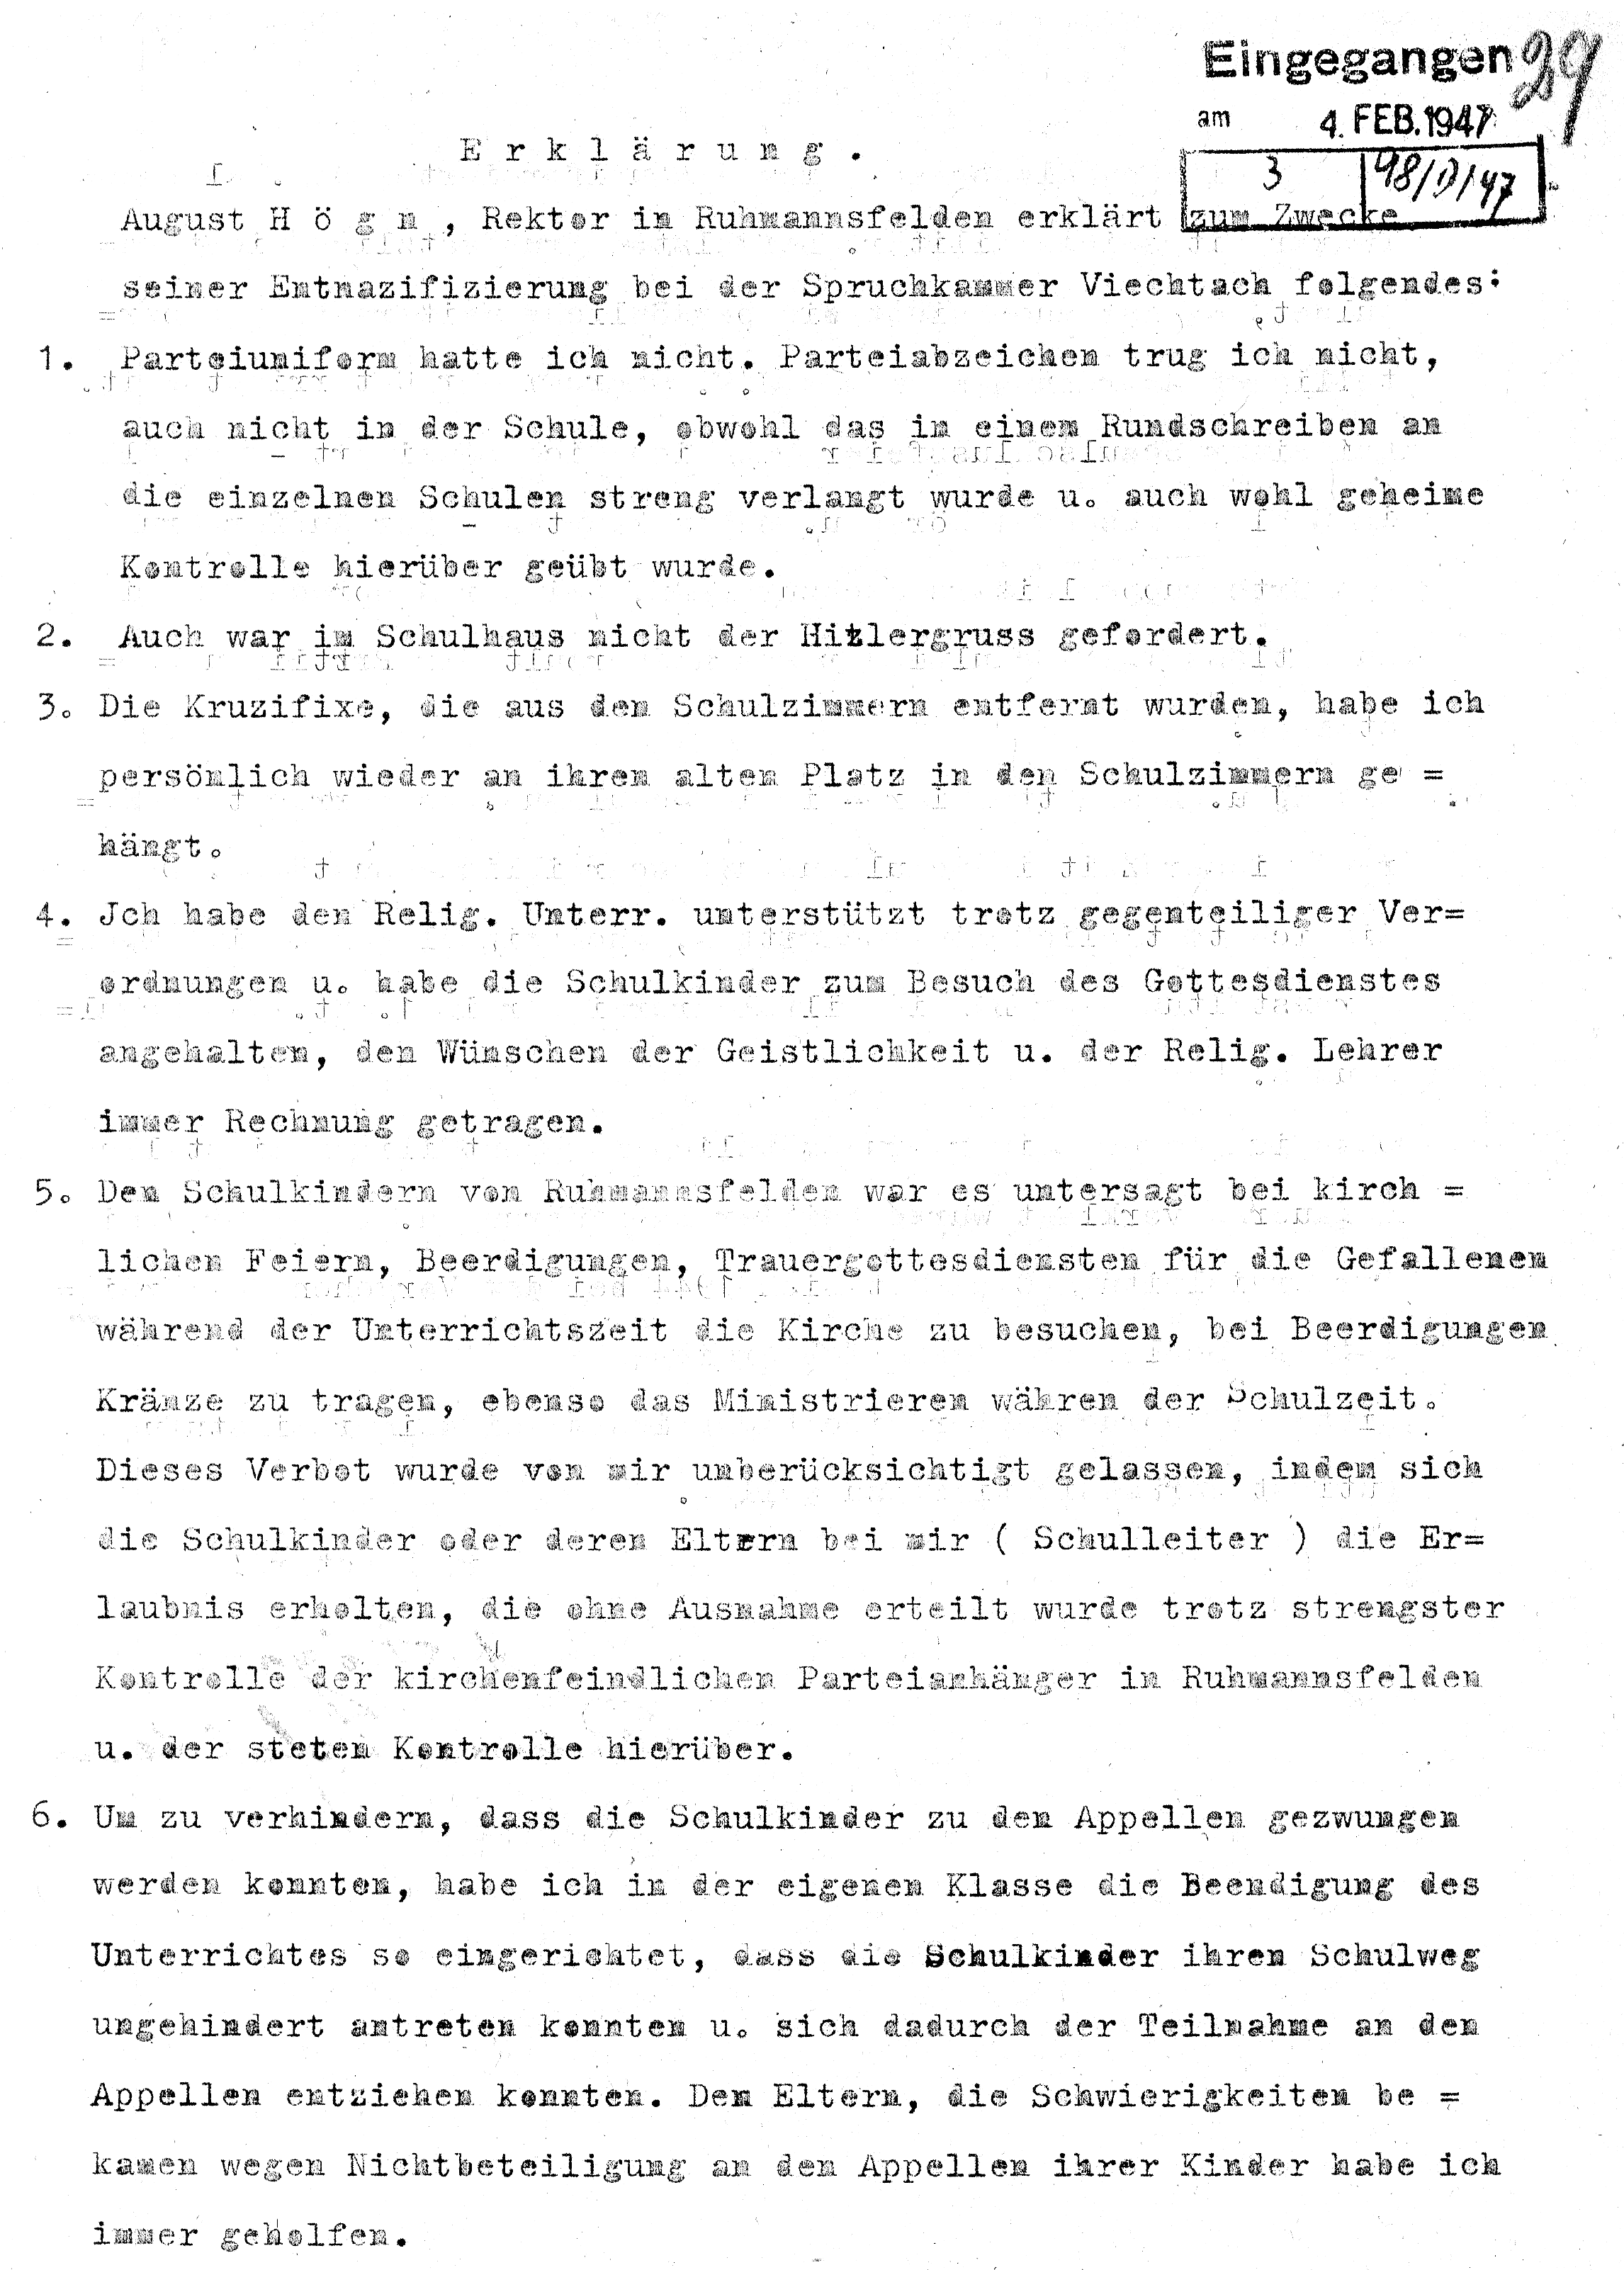 Eingegangen 29
am 4. FEB. 1947
3 98/I/47
E r k l ä r u n g .
August H ö g n , Rektor in Ruhmannsfelden erklärt zum Zwecke
seiner Entnazifizierung bei der Spruchkammer Viechtach folgendes:
1. Parteiuniform hatte ich nicht. Parteiabzeichen trug ich nicht,
auch nicht in der Schule, obwohl das in einem Rundschreiben an
die einzelnen Schulen streng verlangt wurde u. auch wohl geheime
Kontrolle hierüber geübt wurde.
2. Auch war im Schulhaus nicht der Hitlergruss gefordert.
3. Die Kruzifixe, die aus den Schulzimmern entfernt wurden, habe ich
persönlich wieder an ihren alten Platz in den Schulzimmern ge =
hängt.
4. Jch habe den Relig. Unterr. unterstützt trotz gegenteiliger Ver=
ordnungen u. habe die Schulkinder zum Besuch des Gottesdienstes
angehalten, den Wünschen der Geistlichkeit u. der Relig. Lehrer
immer Rechnung getragen.
5. Den Schulkindern von Ruhmannsfelden war es untersagt bei kirch =
lichen Feiern, Beerdigungen, Trauergottesdiensten für die Gefallenen
während der Unterrichtszeit die Kirche zu besuchen, bei Beerdigungen
Kränze zu tragen, ebenso das Ministrieren währen der Schulzeit.
Dieses Verbot wurde von mir unberücksichtigt gelassen, indem sich
die Schulkinder oder deren Eltern bei mir ( Schulleiter ) die Er=
laubnis erholten, die ohne Ausnahme erteilt wurde trotz strengster
Kontrolle der kirchenfeindlichen Parteianhänger in Ruhmannsfelden
u. der steten Kontrolle hierüber.
6. Um zu verhindern, dass die Schulkinder zu den Appellen gezwungen
werden konnten, habe ich in der eigenen Klasse die Beendigung des
Unterrichtes so eingerichtet, dass die Schulkinder ihren Schulweg
ungehindert antreten konnten u. sich dadurch der Teilnahme an den
Appellen entziehen konnten. Den Eltern, die Schwierigkeiten be =
kamen wegen Nichtbeteiligung an den Appellen ihrer Kinder habe ich
immer geholfen.